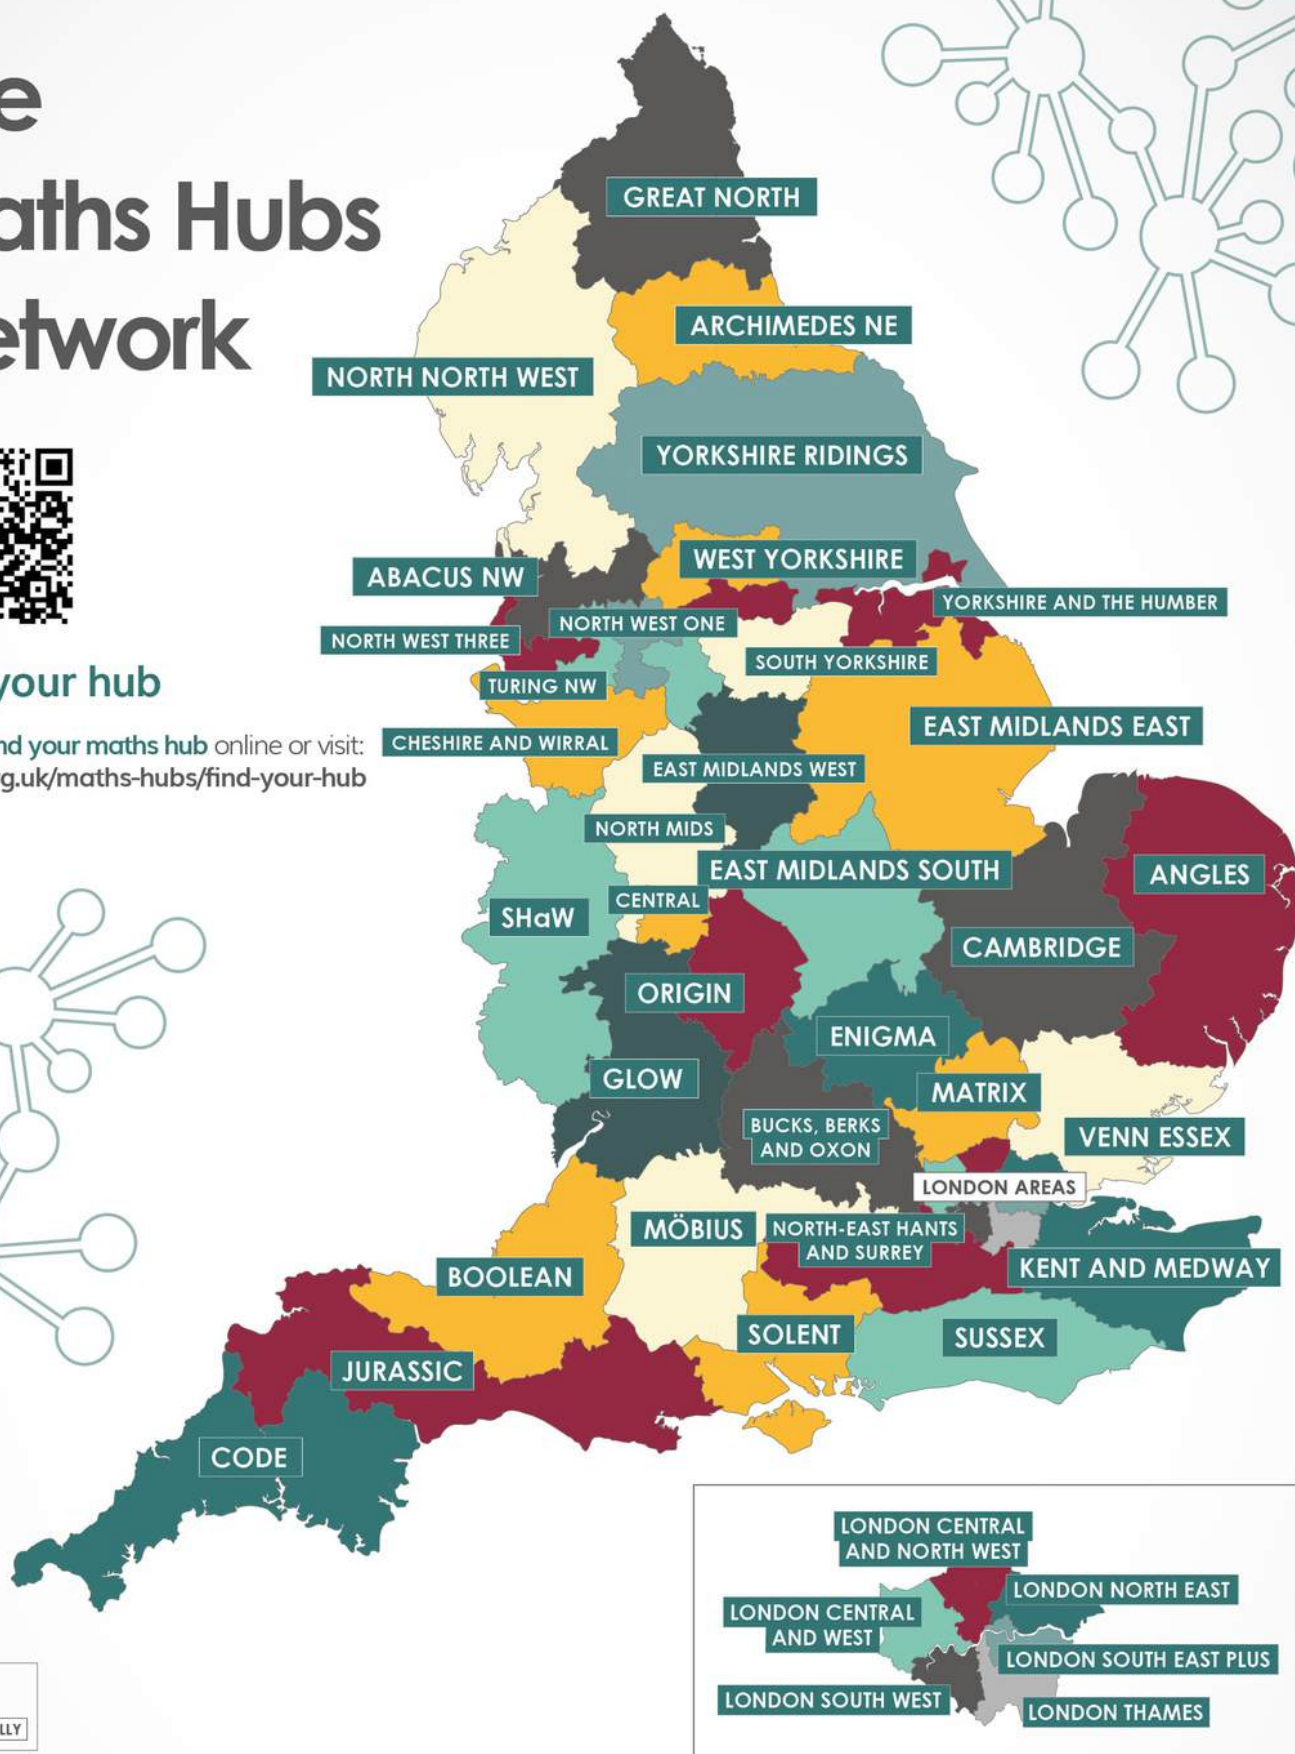 e
aths Hubs
etwork
your hub
nd your maths hub online or visit:
g.uk/maths-hubs/find-your-hub
GREAT NORTH
ARCHIMEDES NE
NORTH NORTH WEST
YORKSHIRE RIDINGS
WEST YORKSHIRE
ABACUS NW
YORKSHIRE AND THE HUMBER
NORTH WEST ONE
NORTH WEST THREE
SOUTH YORKSHIRE
TURING NW
EAST MIDLANDS EAST
CHESHIRE AND WIRRAL
EAST MIDLANDS WEST
NORTH MIDS
EAST MIDLANDS SOUTH
ANGLES
CENTRAL
SHaW
CAMBRIDGE
ORIGIN
ENIGMA
GLOW
MATRIX
BUCKS, BERKS
AND OXON
VENN ESSEX
LONDON AREAS
MÖBIUS
NORTH-EAST HANTS
AND SURREY
KENT AND MEDWAY
BOOLEAN
SOLENT
SUSSEX
JURASSIC
CODE
LONDON CENTRAL
AND NORTH WEST
LONDON NORTH EAST
LONDON CENTRAL
AND WEST
LONDON SOUTH EAST PLUS
LONDON SOUTH WEST
LONDON THAMES
LLY